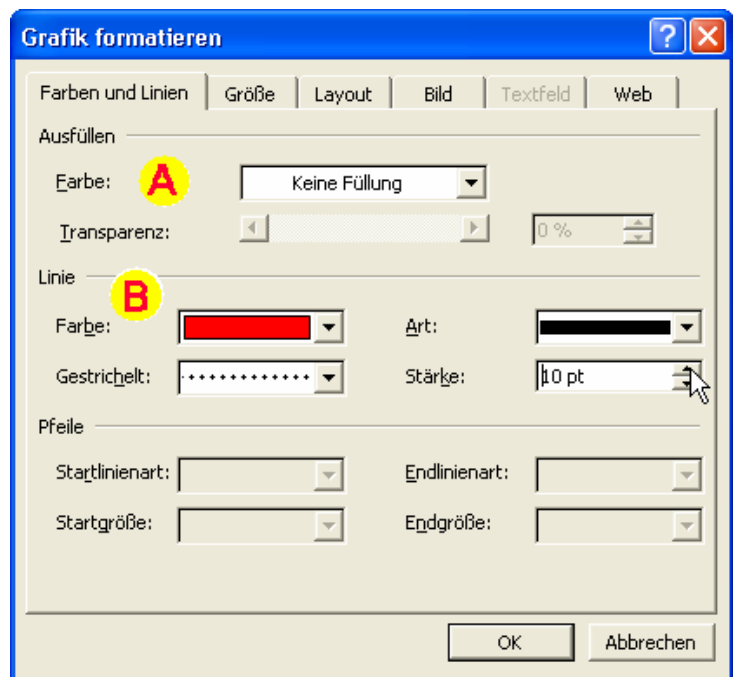 Grafik formatieren
Farben und Linien Größe Layout Bild Textfeld Web
Ausfüllen
Farbe: A Keine Füllung
Transparenz: 0 %
Linie
B
Farbe: Art:
Gestrichelt: Stärke: 10 pt
Pfeile
Startlinienart: Endlinienart:
Startgröße: Endgröße:
OK Abbrechen